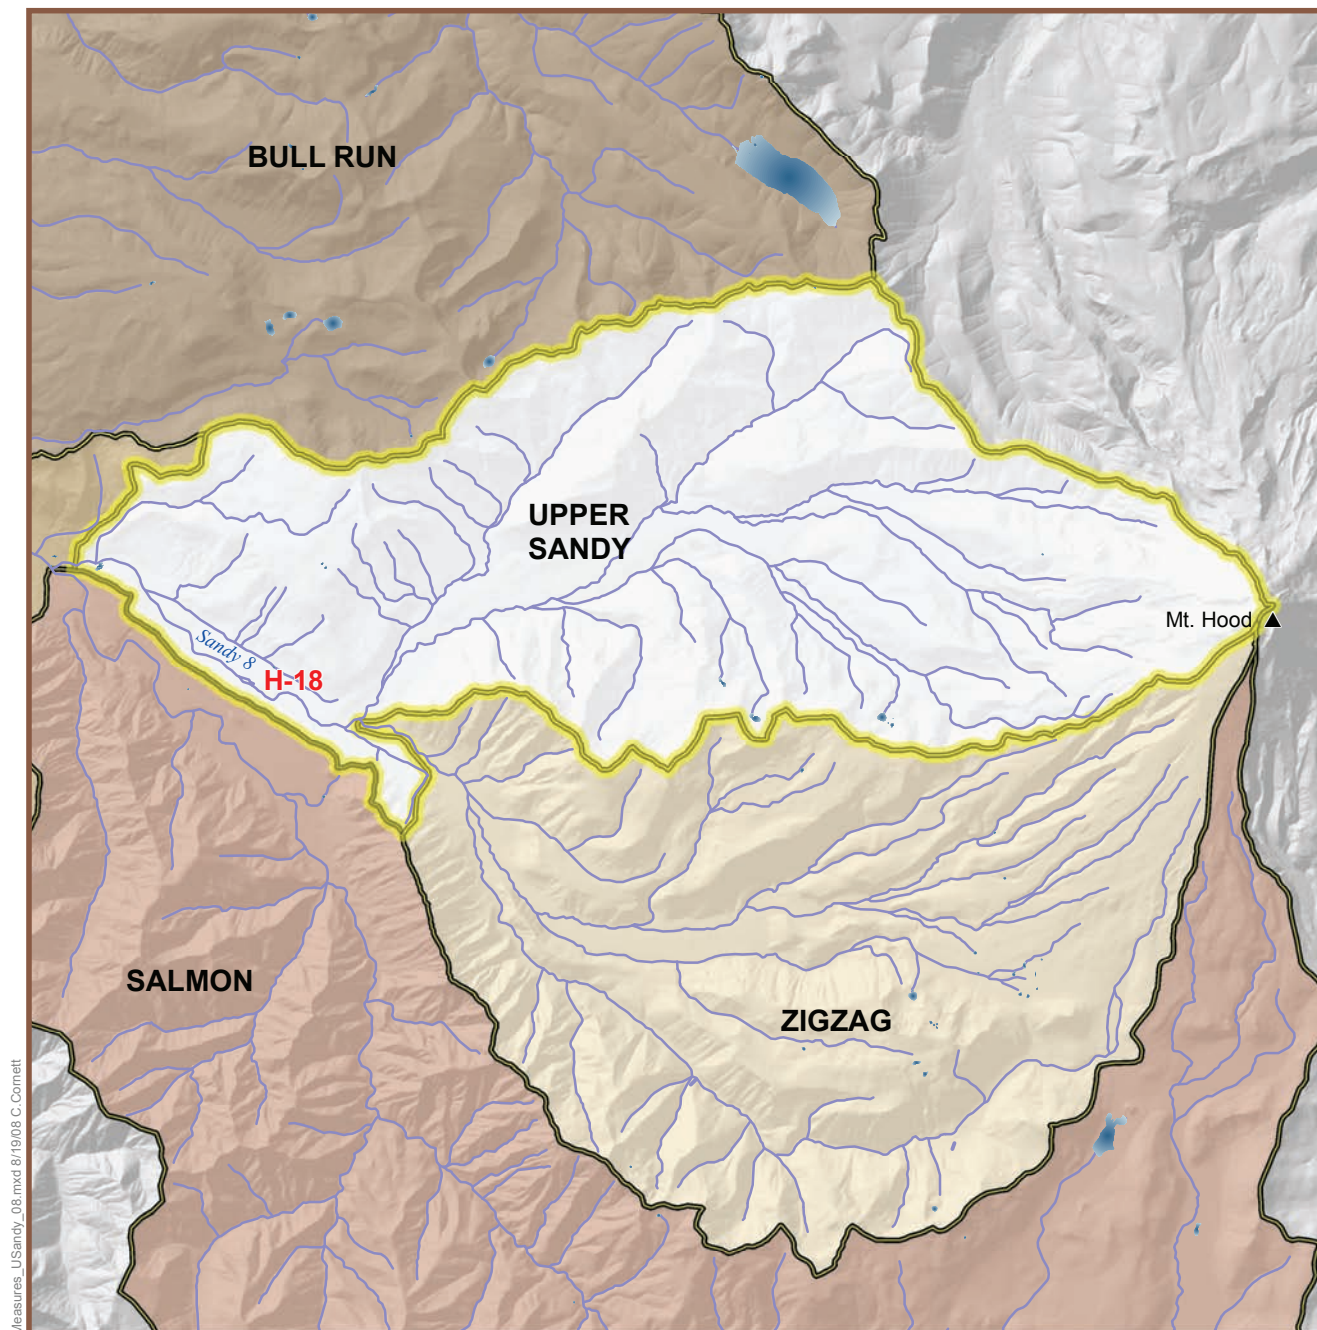 BULL RUN
UPPER
SANDY
Mt. Hood
Sandy 8
H-18
SALMON
ZIGZAG
Measures_USandy_08.mxd 8/19/08 C.Cornett